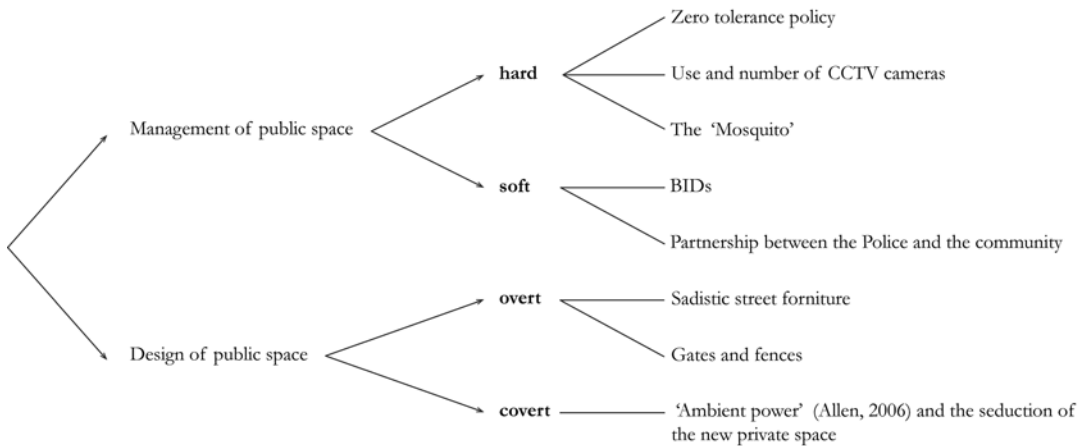 Zero tolerance policy
hard
Use and number of CCTV cameras
Management of public space
The ‘Mosquito’
soft
BIDs
Partnership between the Police and the community
overt
Sadistic street forniture
Design of public space
Gates and fences
covert
‘Ambient power’ (Allen, 2006) and the seduction of
the new private space